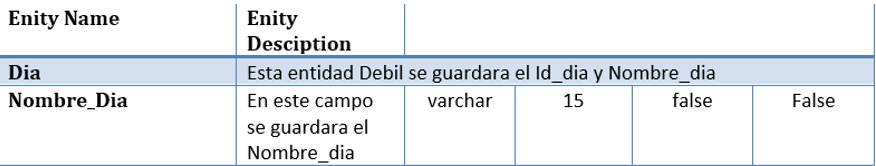 Enity Name Enity
Desciption
Dia Esta entidad Debil se guardara el Id_dia y Nombre_dia
Nombre_Dia En este campo varchar 15 false False
se guardara el
Nombre_dia